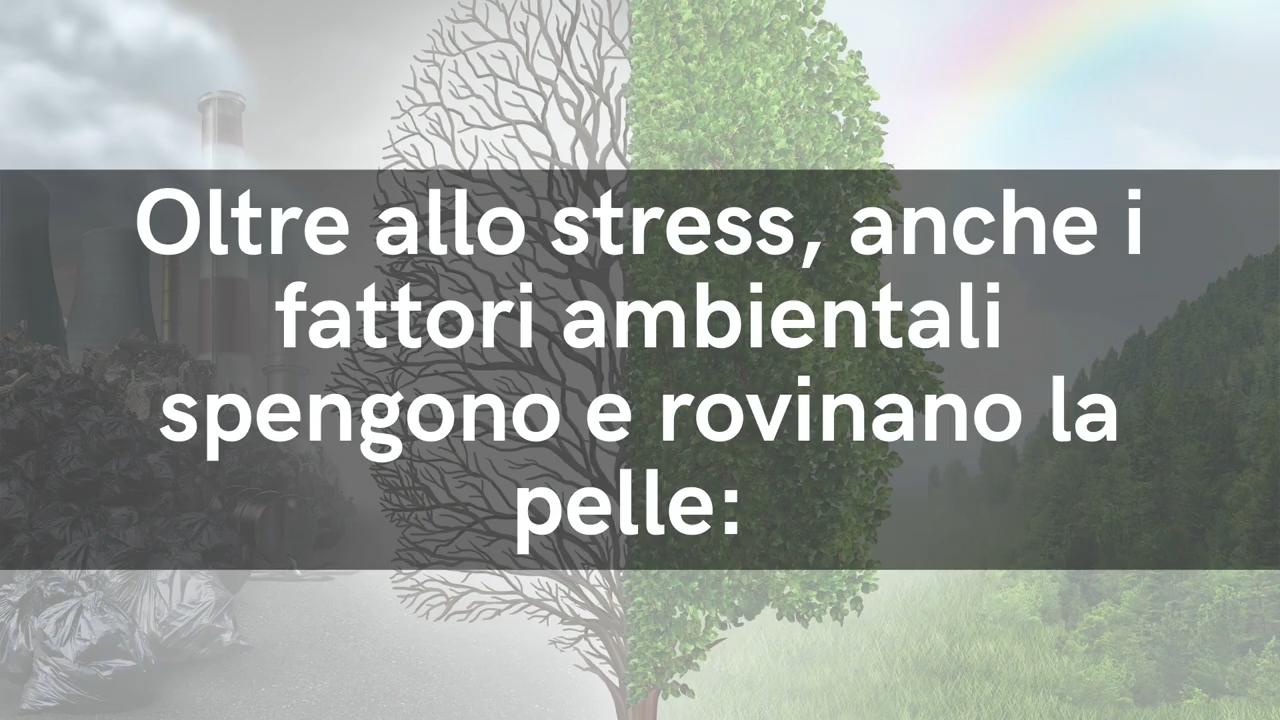 Oltre allo stress, anche i
fattori ambientali
spengono e rovinano la
pelle: